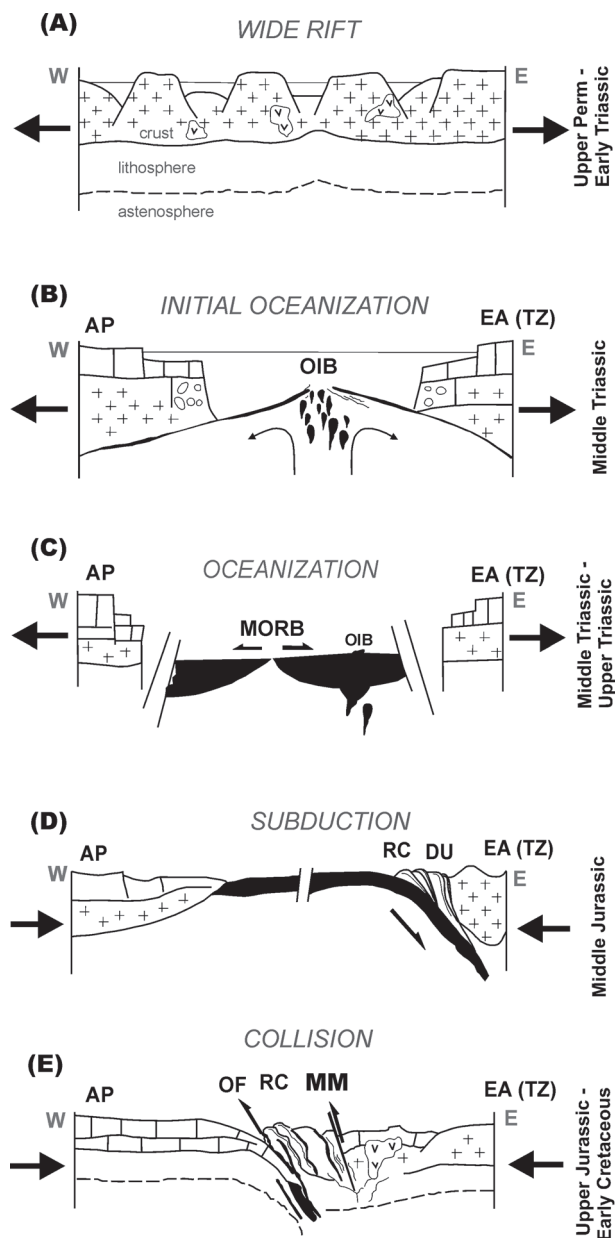 (A)
WIDE RIFT
W
E
crust
lithosphere
astenosphere
Upper Perm -
Early Triassic
(B)
INITIAL OCEANIZATION
AP
EA (TZ)
W
E
OIB
Middle Triassic
(C)
OCEANIZATION
AP
EA (TZ)
W
E
MORB
OIB
Middle Triassic -
Upper Triassic
(D)
SUBDUCTION
AP
RC
DU
EA (TZ)
W
E
Middle Jurassic
COLLISION
(E)
AP
OF
RC
MM
EA (TZ)
W
E
Upper Jurassic -
Early Cretaceous